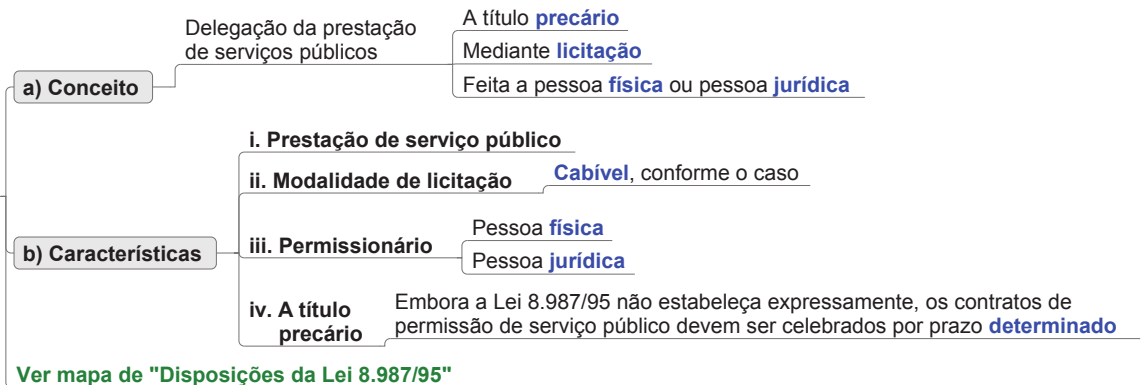 a) Conceito
Delegação da prestação
de serviços públicos
A título precário
Mediante licitação
Feita a pessoa física ou pessoa jurídica
b) Características
i. Prestação de serviço público
ii. Modalidade de licitação
Cabível, conforme o caso
iii. Permissionário
Pessoa física
Pessoa jurídica
iv. A título
precário
Embora a Lei 8.987/95 não estabeleça expressamente, os contratos de
permissão de serviço público devem ser celebrados por prazo determinado
Ver mapa de "Disposições da Lei 8.987/95"